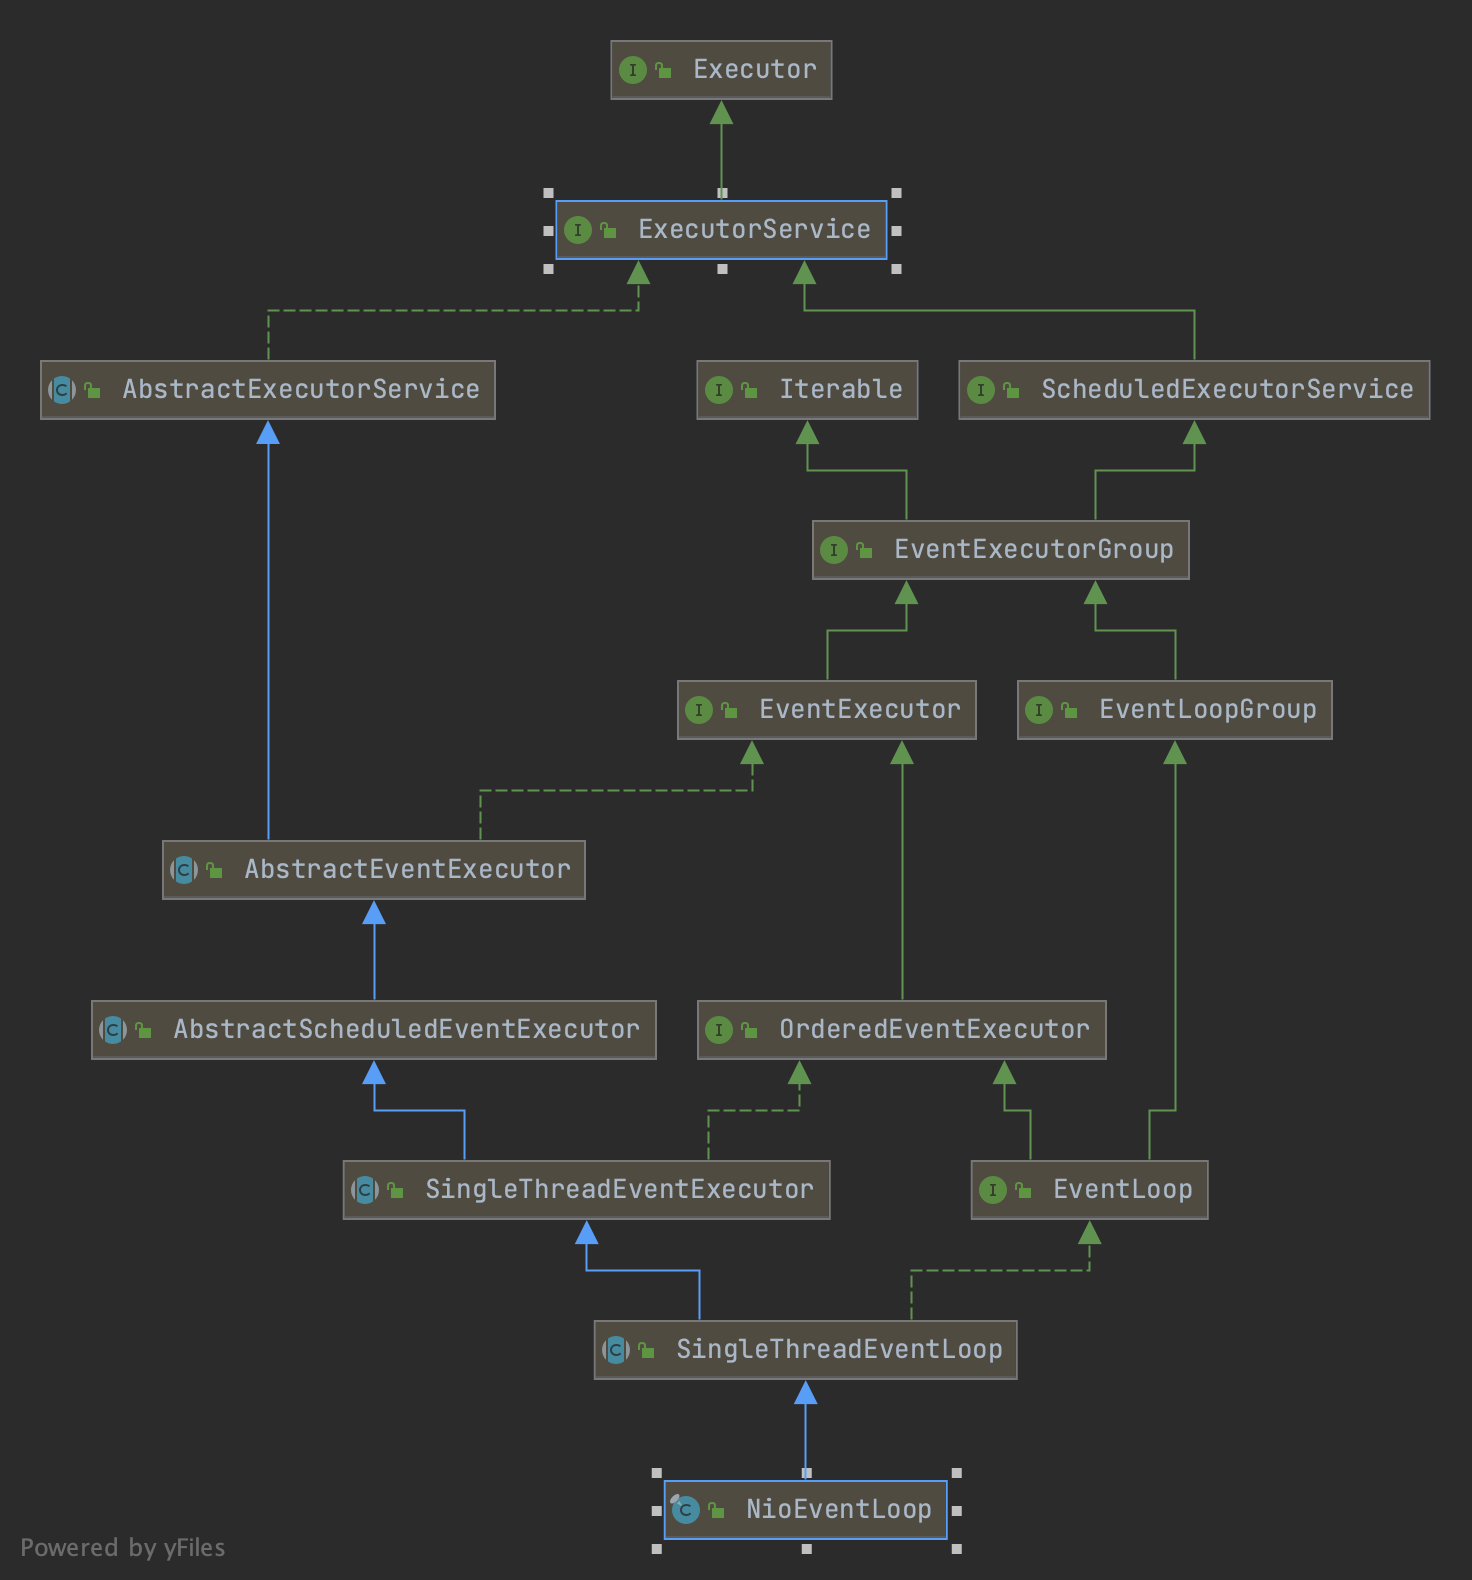 Executor
ExecutorService
AbstractExecutorService
Iterable
ScheduledExecutorService
EventExecutorGroup
EventExecutor
EventLoopGroup
AbstractEventExecutor
AbstractScheduledEventExecutor
OrderedEventExecutor
SingleThreadEventExecutor
EventLoop
SingleThreadEventLoop
NioEventLoop
Powered by yFiles